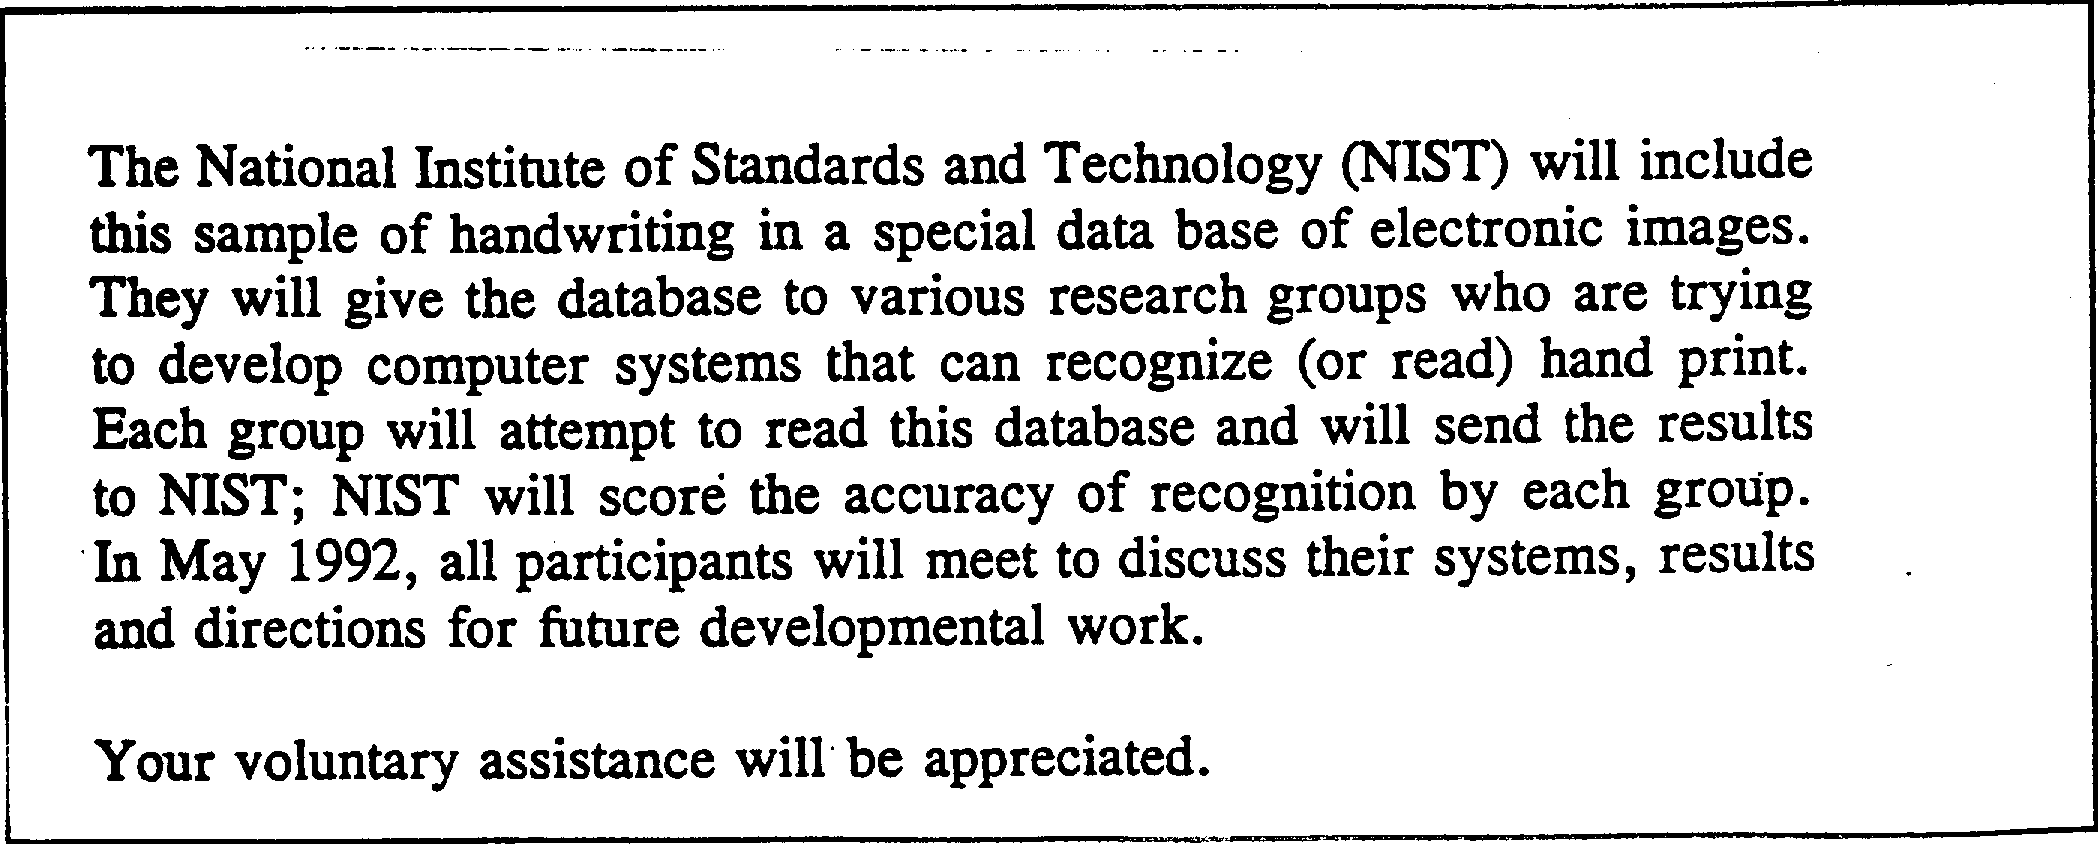 The National Institute of Standards and Technology (NIST) will include
this sample of handwriting in a special data base of electronic images.
They will give the database to various research groups who are trying
to develop computer systems that can recognize (or read) hand print.
Each group will attempt to read this database and will send the results
to NIST; NIST will score the accuracy of recognition by each group.
In May 1992, all participants will meet to discuss their systems, results
and directions for future developmental work.
Your voluntary assistance will be appreciated.